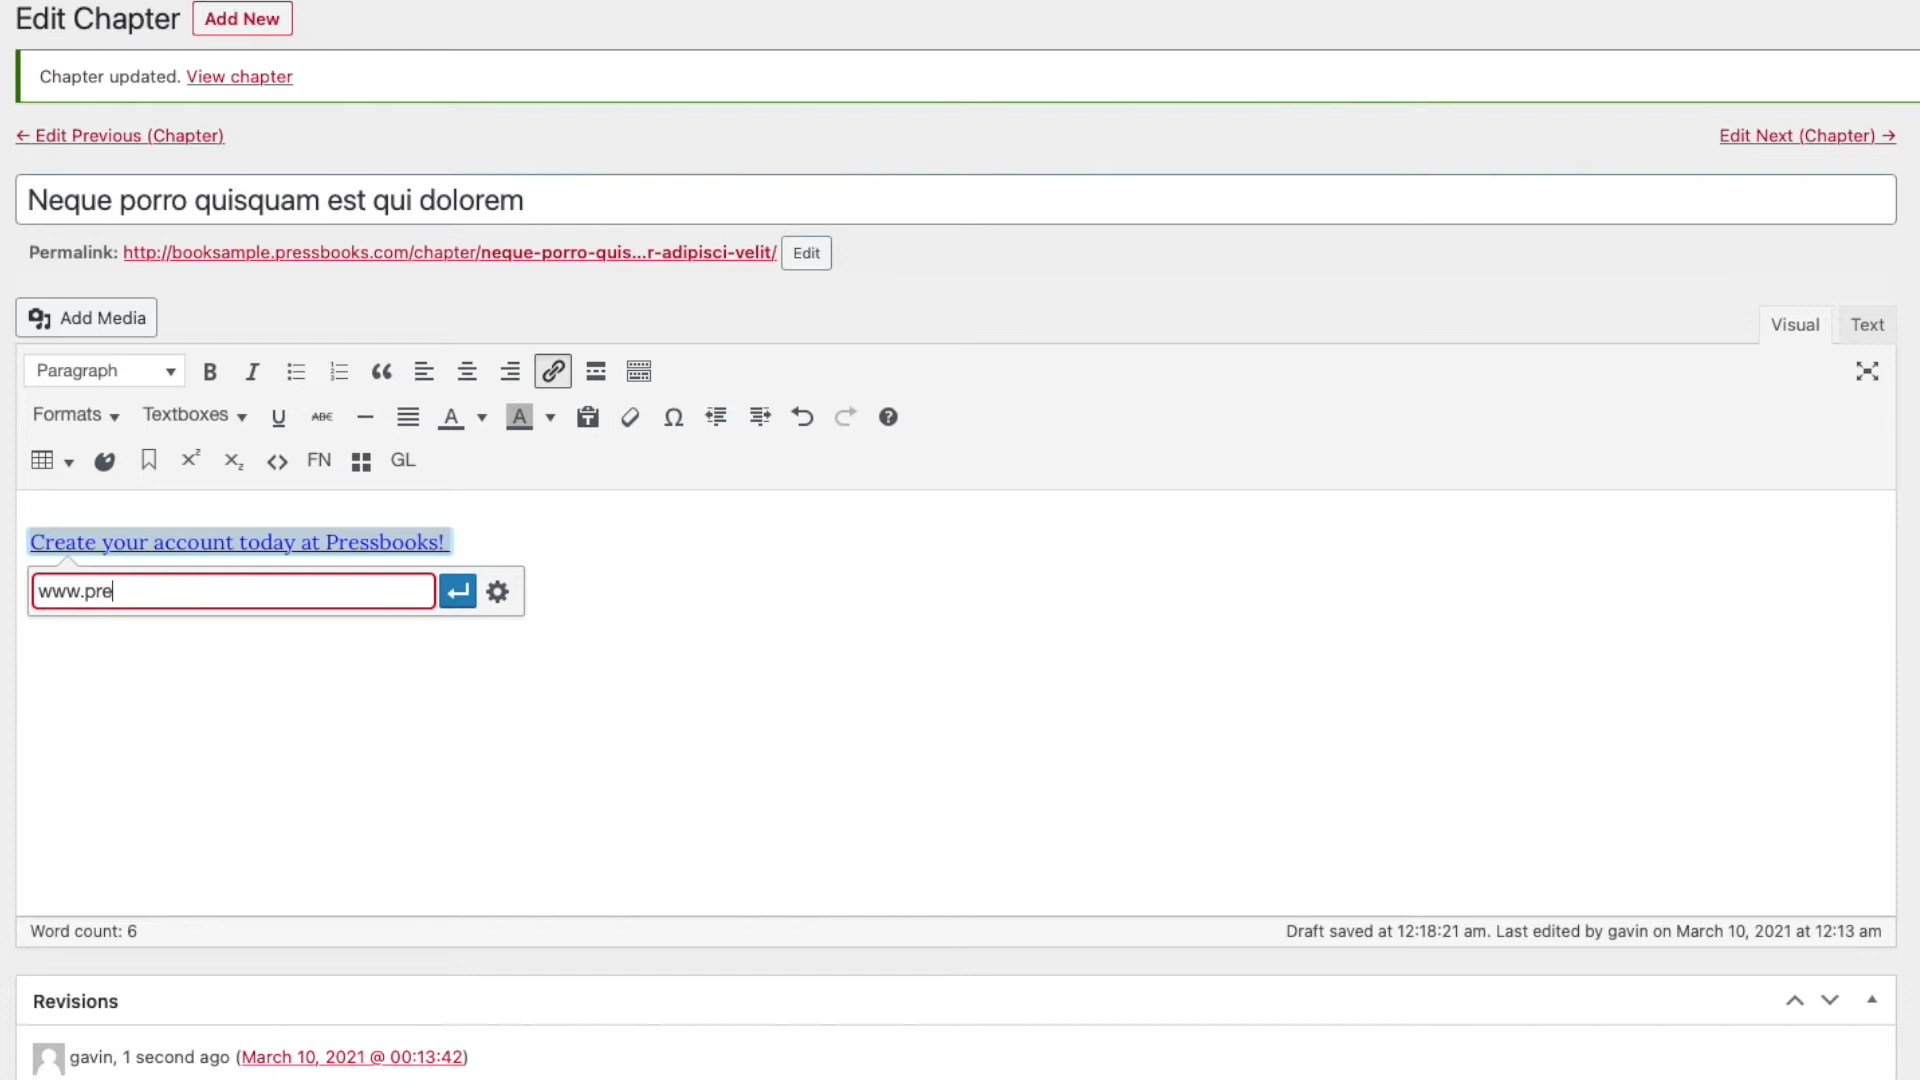 Edit Chapter Add New
Chapter updated. View chapter
← Edit Previous (Chapter) Edit Next (Chapter) →
Neque porro quisquam est qui dolorem
Permalink: http://booksample.pressbooks.com/chapter/neque-porro-quis...r-adipisci-velit/ Edit
Add Media Visual Text
Paragraph B I
Formats Textboxes U ABC A A Ω
X² X₂ FN GL
Create your account today at Pressbooks!
www.pre
Word count: 6 Draft saved at 12:18:21 am. Last edited by gavin on March 10, 2021 at 12:13 am
Revisions
gavin, 1 second ago (March 10, 2021 @ 00:13:42)